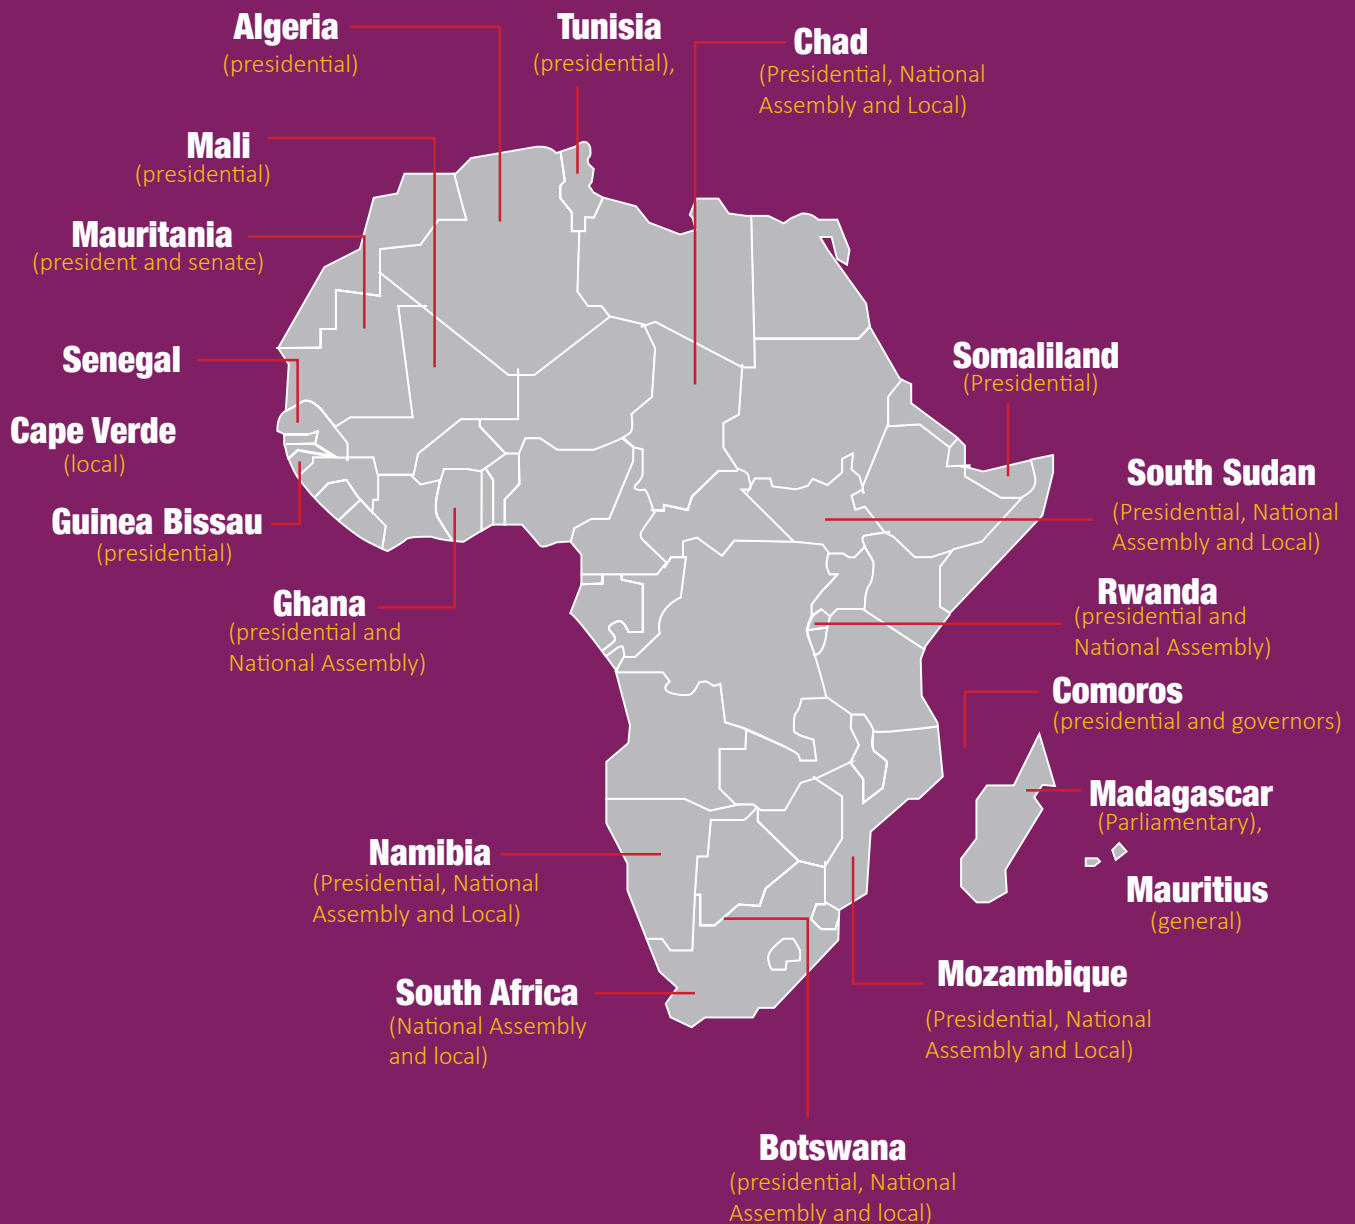 Algeria
(presidential)
Tunisia
(presidential),
Chad
(Presidential, National
Assembly and Local)
Mali
(presidential)
Mauritania
(president and senate)
Senegal
Cape Verde
(local)
Guinea Bissau
(presidential)
Ghana
(presidential and
National Assembly)
Somaliland
(Presidential)
South Sudan
(Presidential, National
Assembly and Local)
Rwanda
(presidential and
National Assembly)
Comoros
(presidential and governors)
Madagascar
(Parliamentary),
Mauritius
(general)
Namibia
(Presidential, National
Assembly and Local)
South Africa
(National Assembly
and local)
Mozambique
(Presidential, National
Assembly and Local)
Botswana
(presidential, National
Assembly and local)